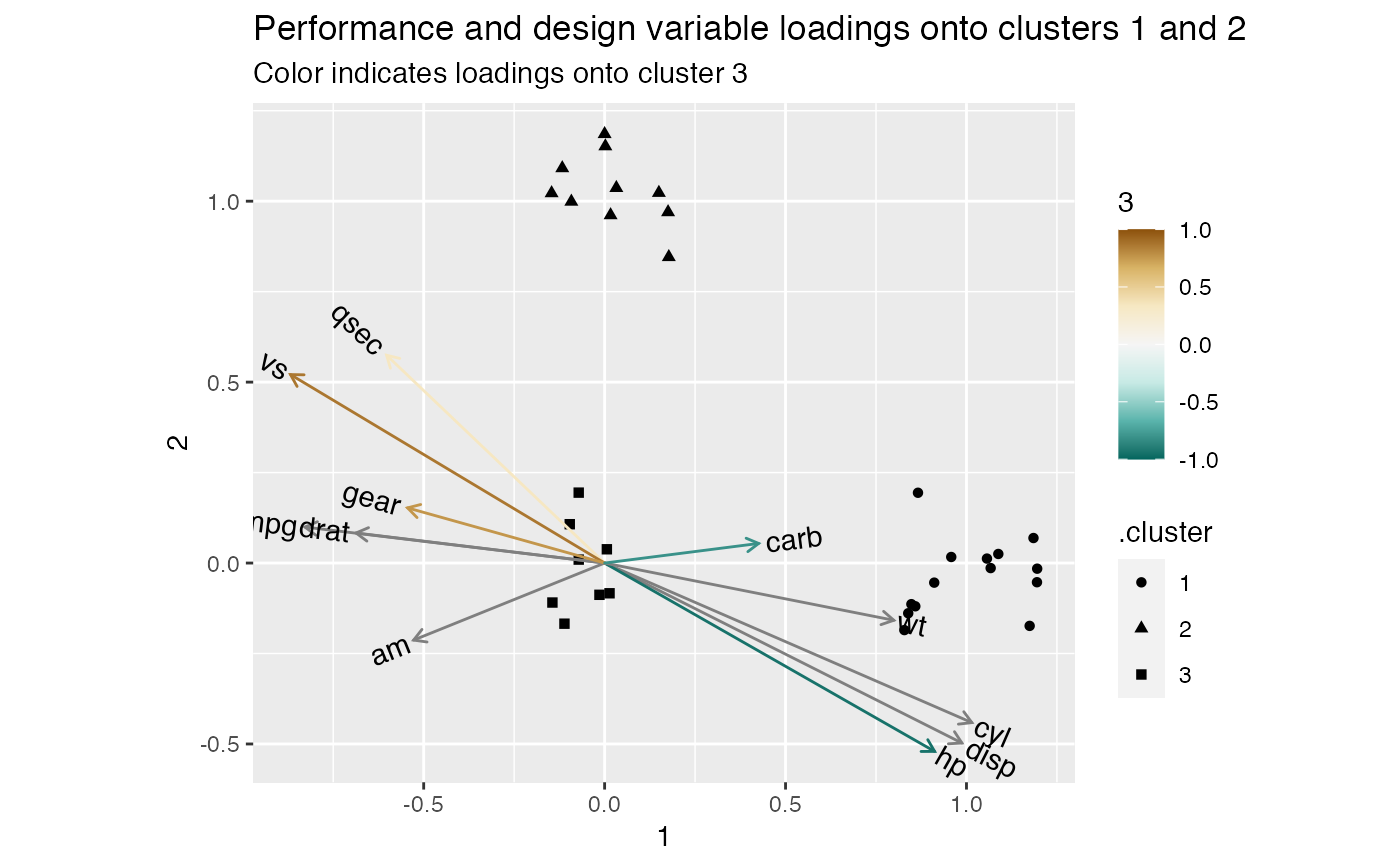 Performance and design variable loadings onto clusters 1 and 2
Color indicates loadings onto cluster 3
2
1.0
0.5
0.0
-0.5
qsec
vs
gear
mpg
drat
am
carb
wt
cyl
disp
hp
-0.5
0.0
0.5
1.0
1
3
1.0
0.5
0.0
-0.5
-1.0
.cluster
1
2
3